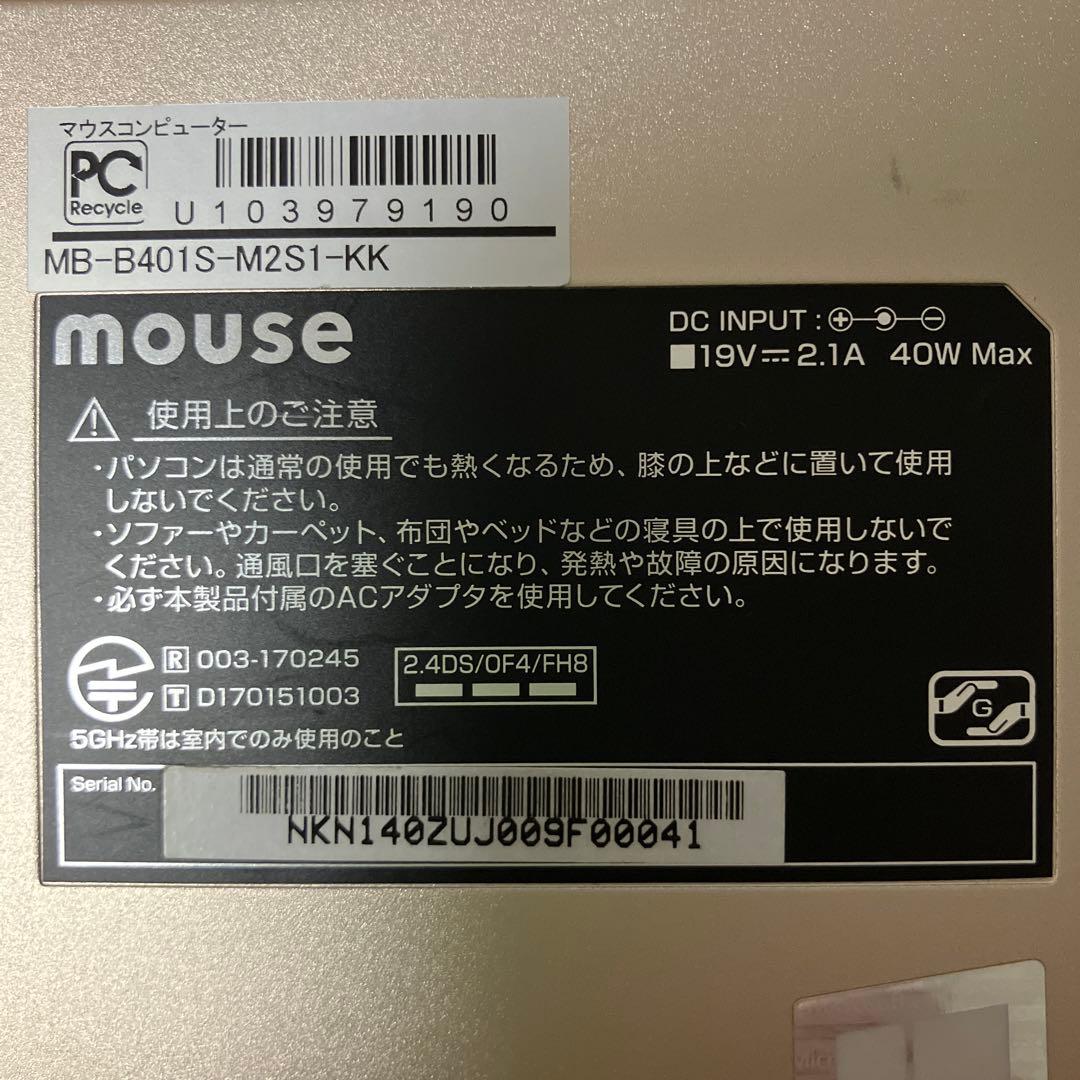 マウスコンピューター
PC
Recycle
U103979190
MB-B401S-M2S1-KK
mouse
DC INPUT :
19V 2.1A 40W Max
使用上のご注意
・パソコンは通常の使用でも熱くなるため、膝の上などに置いて使用
しないでください。
・ソファーやカーペット、布団やベッドなどの寝具の上で使用しないで
ください。通風口を塞ぐことになり、発熱や故障の原因になります。
・必ず本製品付属のACアダプタを使用してください。
R 003-170245
T D170151003
2.4DS/OF4/FH8
G
5GHz帯は室内でのみ使用のこと
Serial No.
NKN140ZUJ009F00041